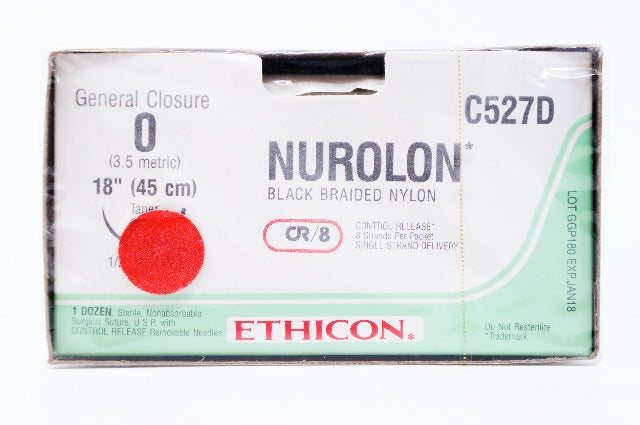 General Closure
0
(3.5 metric)
18" (45 cm)
Taper
1/
NUROLON*
BLACK BRAIDED NYLON
CR/8
CONTROL RELEASE*
8 Strands Per Packet
SINGLE STRAND DELIVERY
C527D
LOT GGP180 EXP.JAN18
1 DOZEN. Sterile, Nonabsorbable
Surgical Suture, U.S.P. with
CONTROL RELEASE Removable Needles.
ETHICON*
Do Not Resterilize
*Trademark